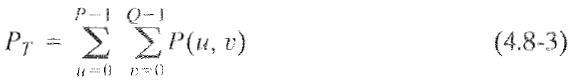 P_T = \sum_{u=0}^{P-1} \sum_{v=0}^{Q-1} P(u, v) (4.8-3)